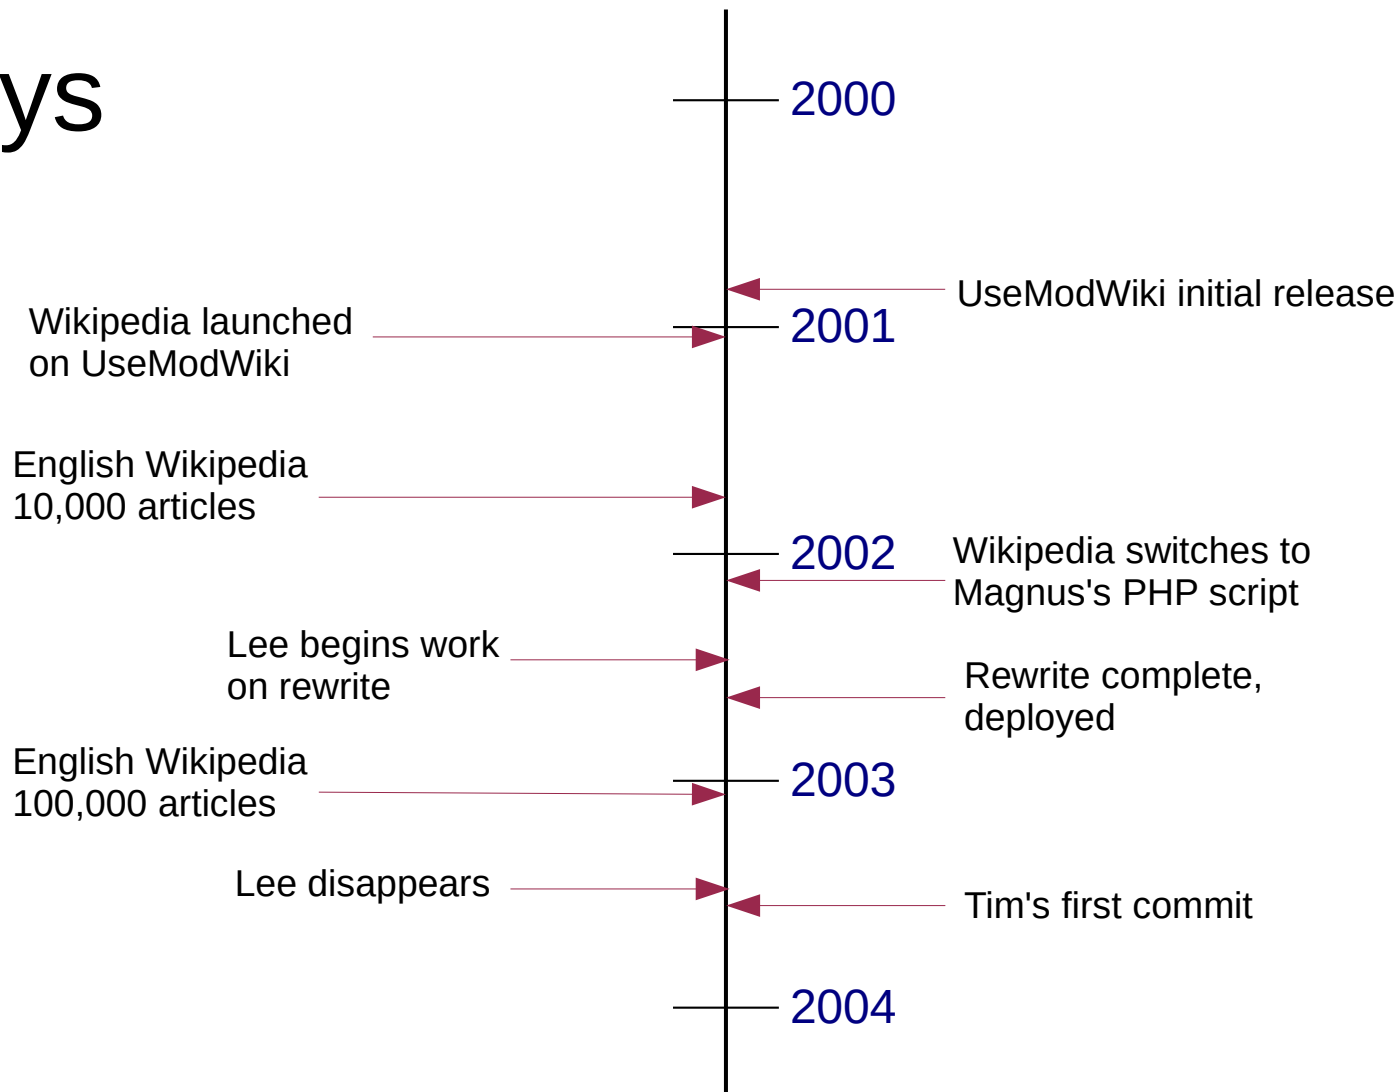 ys
2000
UseModWiki initial release
Wikipedia launched
on UseModWiki
2001
English Wikipedia
10,000 articles
2002
Wikipedia switches to
Magnus's PHP script
Lee begins work
on rewrite
Rewrite complete,
deployed
English Wikipedia
100,000 articles
2003
Lee disappears
Tim's first commit
2004